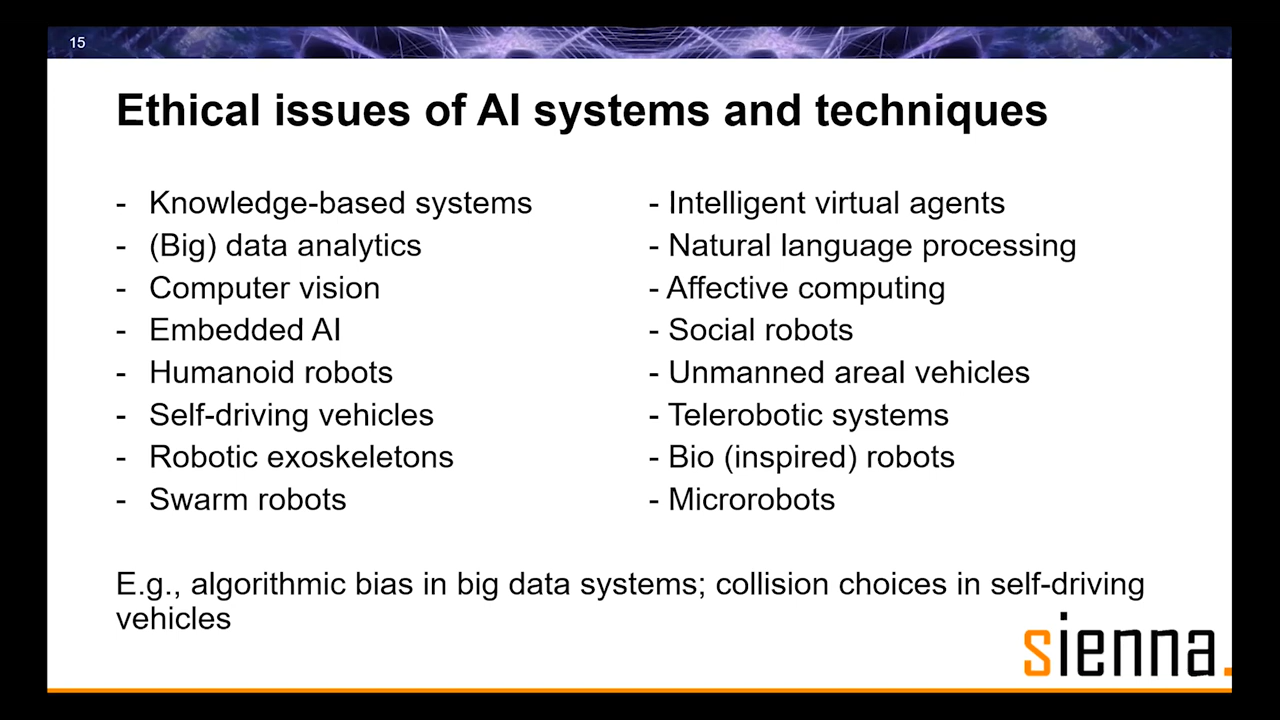 15
Ethical issues of AI systems and techniques
- Knowledge-based systems
- (Big) data analytics
- Computer vision
- Embedded AI
- Humanoid robots
- Self-driving vehicles
- Robotic exoskeletons
- Swarm robots
- Intelligent virtual agents
- Natural language processing
- Affective computing
- Social robots
- Unmanned areal vehicles
- Telerobotic systems
- Bio (inspired) robots
- Microrobots
E.g., algorithmic bias in big data systems; collision choices in self-driving
vehicles
sienna.